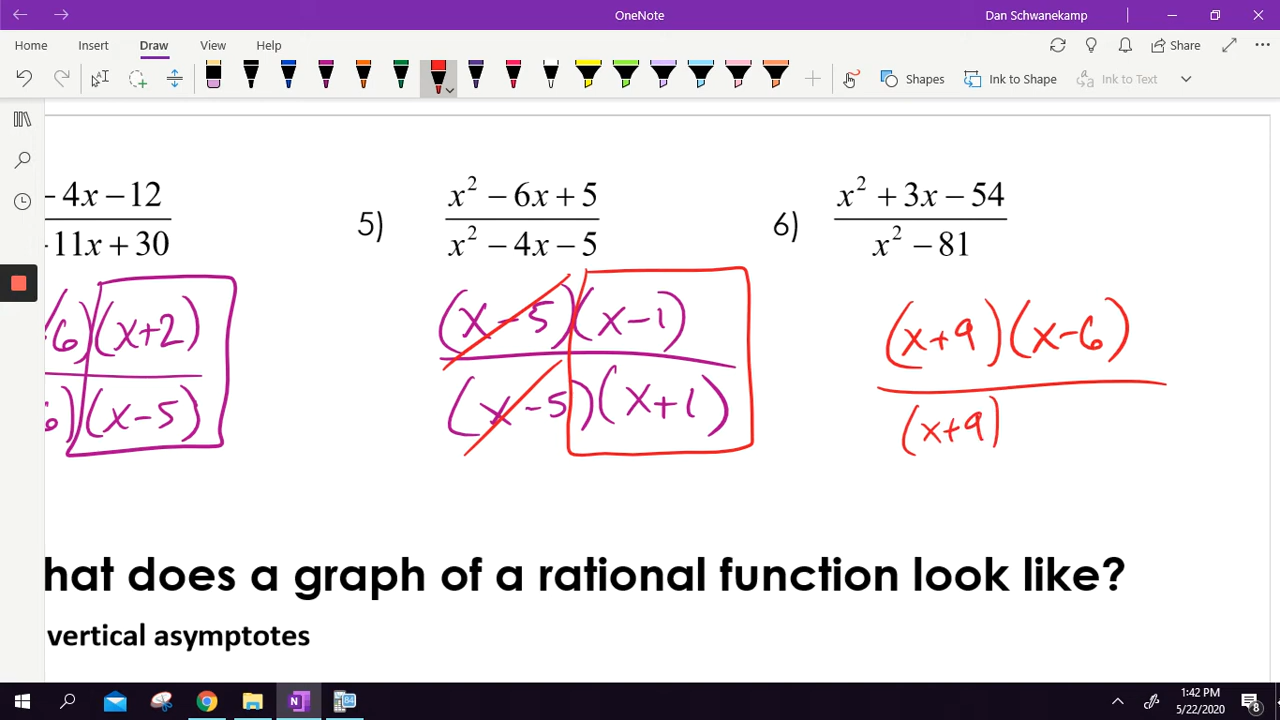 OneNote
Dan Schwanekamp
Home Insert Draw View Help
Share
Shapes
Ink to Shape
Ink to Text
- 4x - 12
- 11x + 30
5)
x² - 6x + 5
x² - 4x - 5
6)
x² + 3x - 54
x² - 81
6)(x+2)
6)(x-5)
(x-5)(x-1)
(x-5)(x+1)
(x+9)(x-6)
(x+9)
hat does a graph of a rational function look like?
vertical asymptotes
1:42 PM
5/22/2020
8